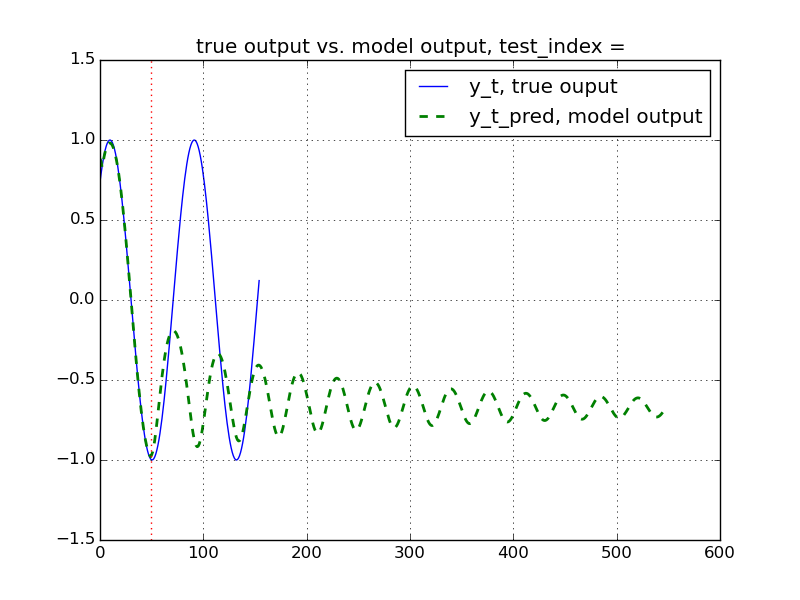 true output vs. model output, test_index =
y_t, true ouput
y_t_pred, model output
1.5
1.0
0.5
0.0
−0.5
−1.0
−1.5
0 100 200 300 400 500 600